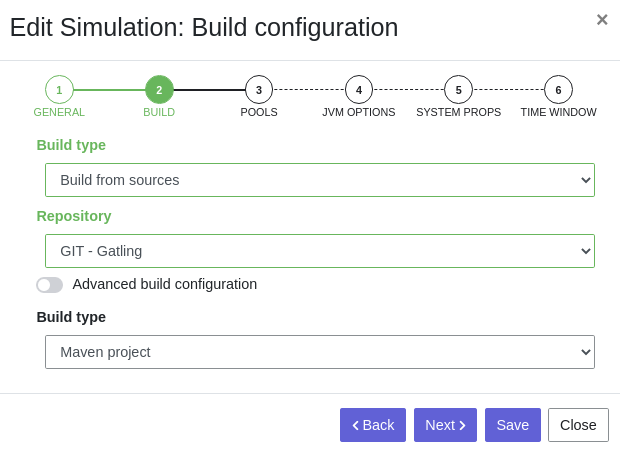 Edit Simulation: Build configuration ×
1 2 3 4 5 6
GENERAL BUILD POOLS JVM OPTIONS SYSTEM PROPS TIME WINDOW
Build type
Build from sources
Repository
GIT - Gatling
Advanced build configuration
Build type
Maven project
Back Next Save Close